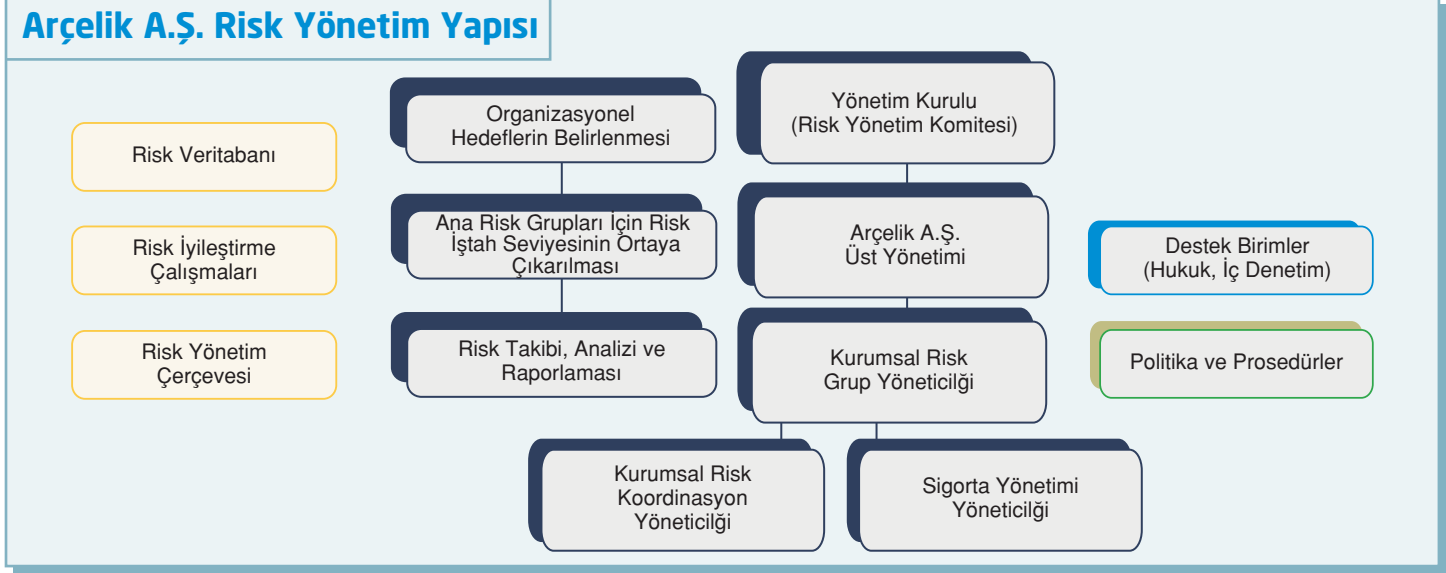 Arçelik A.Ş. Risk Yönetim Yapısı
Risk Veritabanı
Risk İyileştirme
Çalışmaları
Risk Yönetim
Çerçevesi
Organizasyonel
Hedeflerin Belirlenmesi
Ana Risk Grupları İçin Risk
İştah Seviyesinin Ortaya
Çıkarılması
Risk Takibi, Analizi ve
Raporlaması
Yönetim Kurulu
(Risk Yönetim Komitesi)
Arçelik A.Ş.
Üst Yönetimi
Kurumsal Risk
Grup Yöneticilği
Kurumsal Risk
Koordinasyon
Yöneticilği
Sigorta Yönetimi
Yöneticilği
Destek Birimler
(Hukuk, İç Denetim)
Politika ve Prosedürler